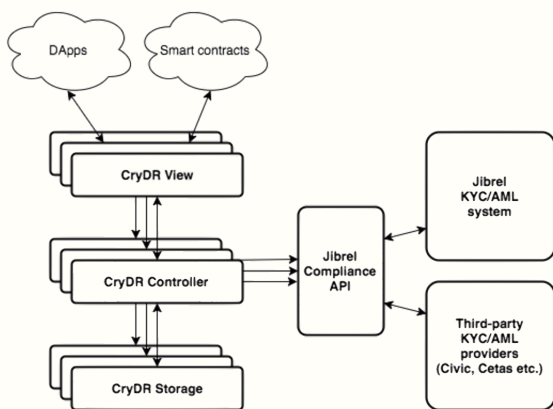 DApps
Smart contracts
CryDR View
Jibrel
KYC/AML
system
Jibrel
Compliance
API
CryDR Controller
Third-party
KYC/AML
providers
(Civic, Cetas etc.)
CryDR Storage